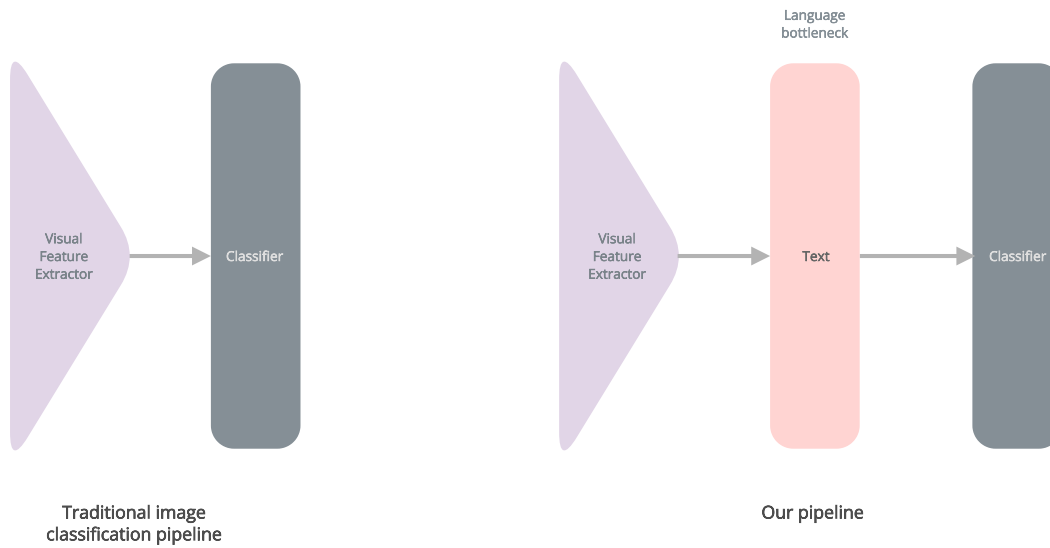 Language
bottleneck
Visual
Feature
Extractor
Classifier
Visual
Feature
Extractor
Text
Classifier
Traditional image
classification pipeline
Our pipeline